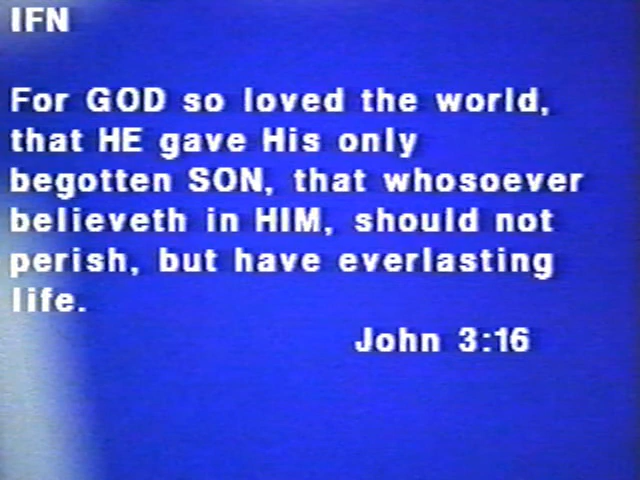 IFN
For GOD so loved the world,
that HE gave His only
begotten SON, that whosoever
believeth in HIM, should not
perish, but have everlasting
life.
John 3:16